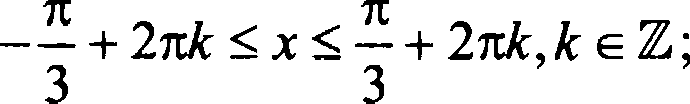 −π/3 + 2πk ≤ x ≤ π/3 + 2πk, k ∈ ℤ;